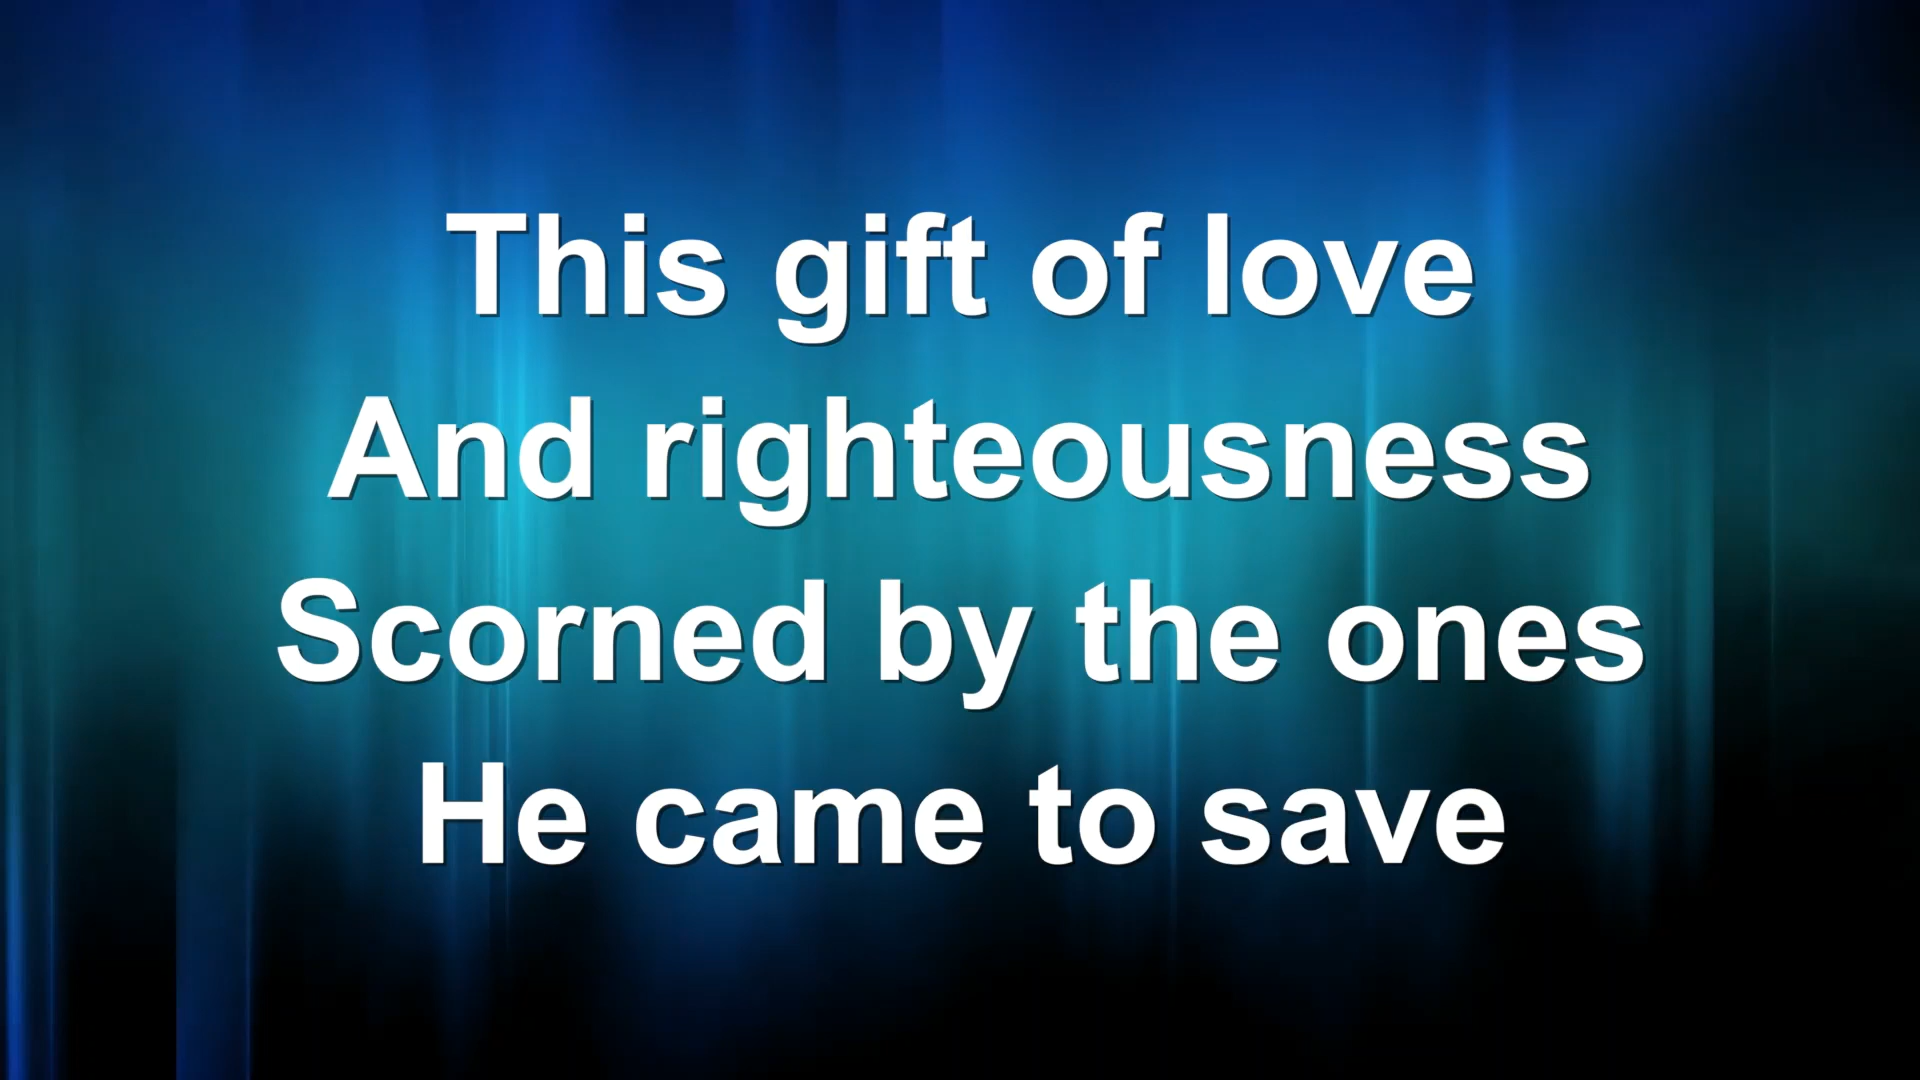 This gift of love
And righteousness
Scorned by the ones
He came to save